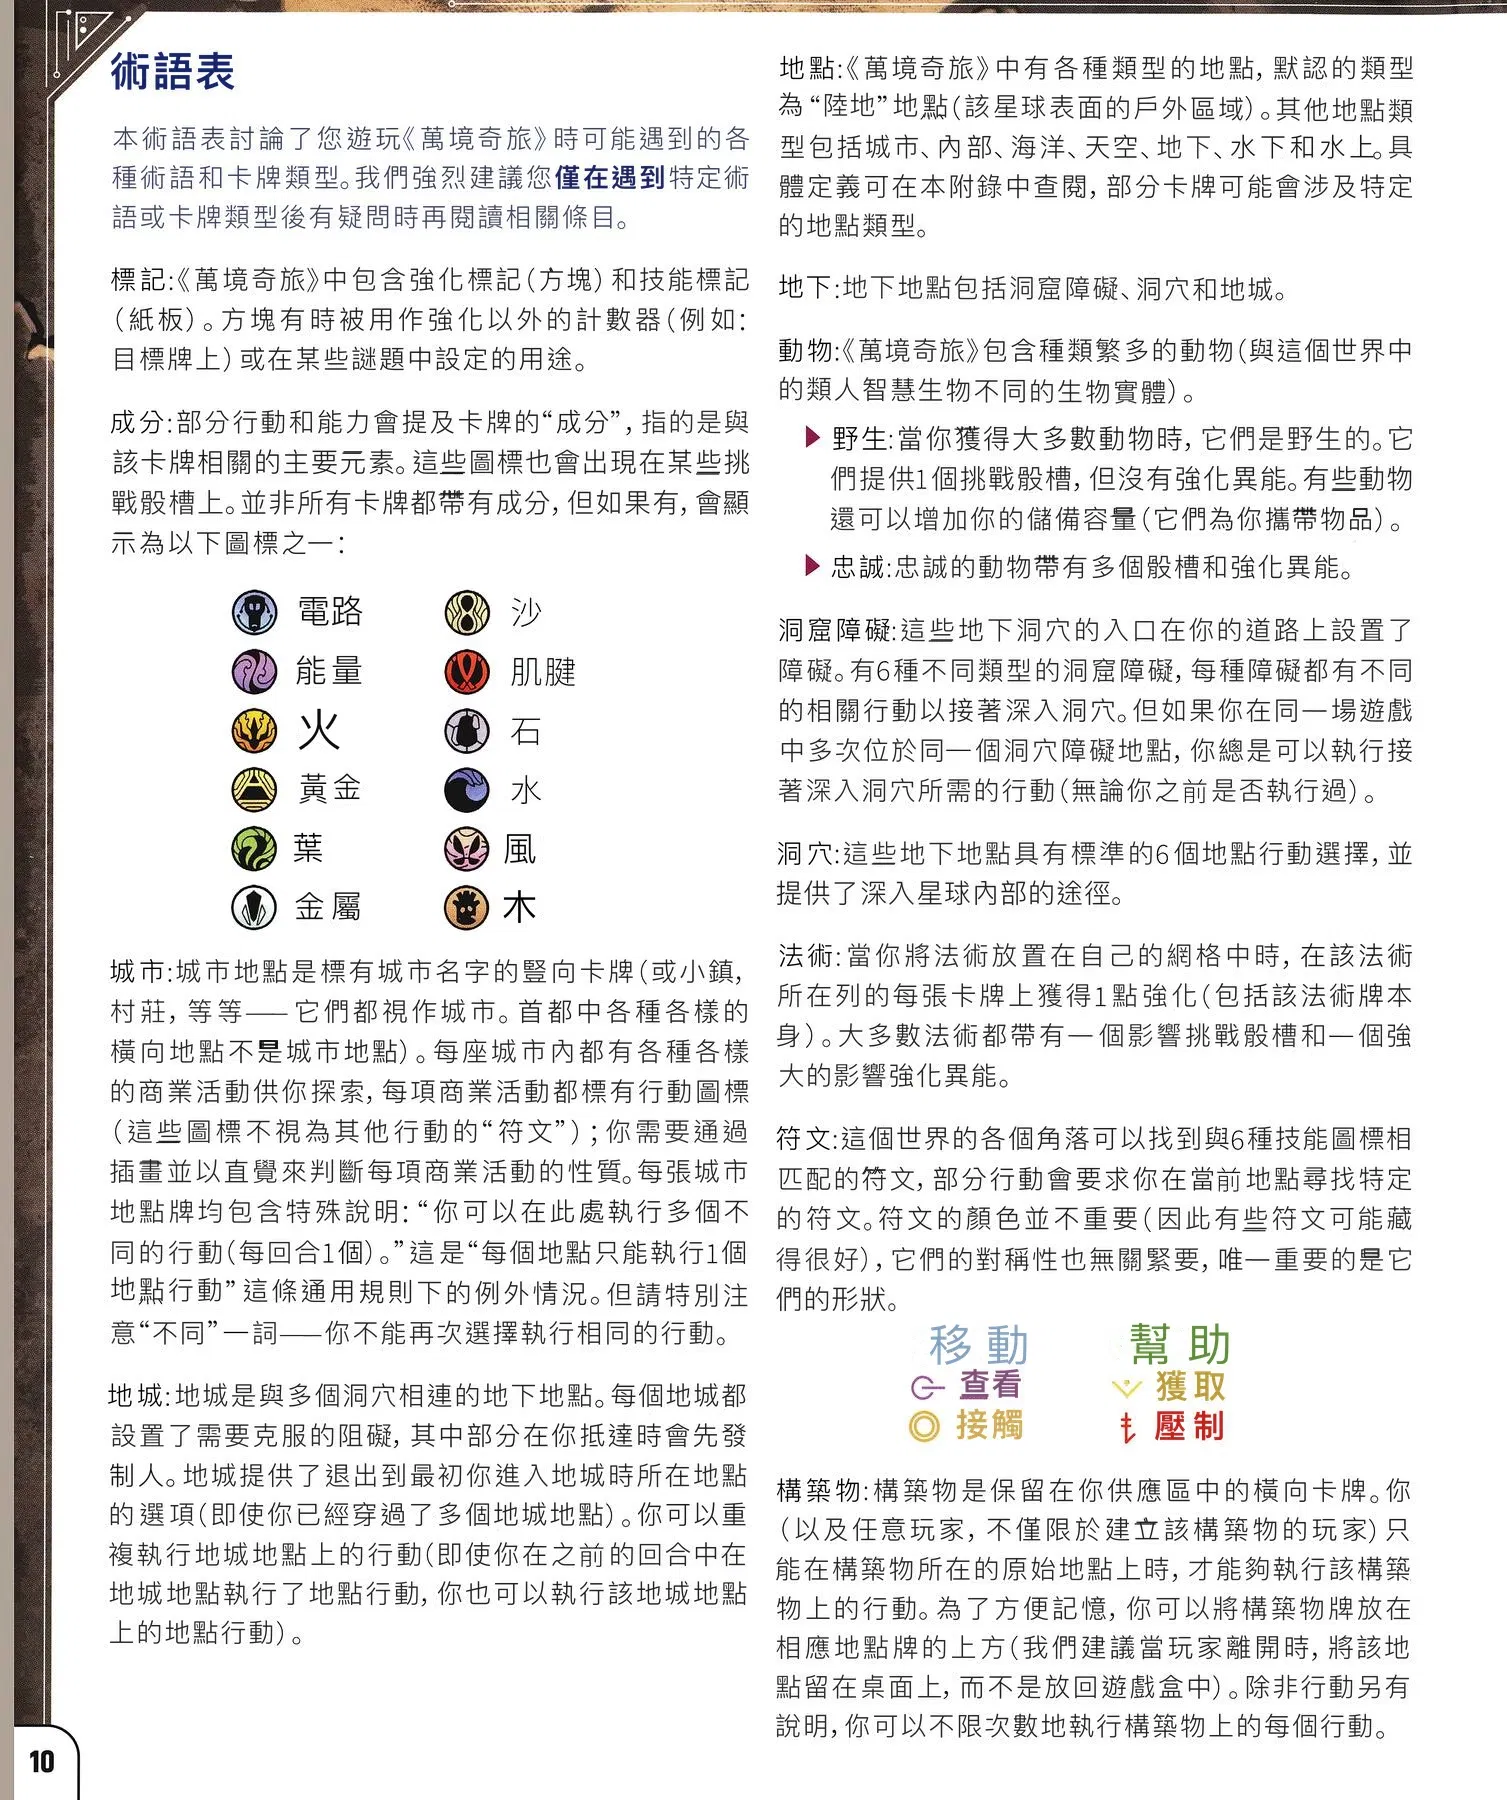 術語表
本術語表討論了您遊玩《萬境奇旅》時可能遇到的各
種術語和卡牌類型。我們強烈建議您僅在遇到特定術
語或卡牌類型後有疑問時再閱讀相關條目。
標記:《萬境奇旅》中包含強化標記(方塊)和技能標記
(紙板)。方塊有時被用作強化以外的計數器(例如:
目標牌上)或在某些謎題中設定的用途。
成分:部分行動和能力會提及卡牌的“成分”,指的是與
該卡牌相關的主要元素。這些圖標也會出現在某些挑
戰骰槽上。並非所有卡牌都帶有成分,但如果有,會顯
示為以下圖標之一:
電路
能量
火
黃金
葉
金屬
沙
肌腱
石
水
風
木
城市:城市地點是標有城市名字的豎向卡牌(或小鎮,
村莊,等等——它們都視作城市。首都中各種各樣的
橫向地點不是城市地點)。每座城市內都有各種各樣
的商業活動供你探索,每項商業活動都標有行動圖標
(這些圖標不視為其他行動的“符文”);你需要通過
插畫並以直覺來判斷每項商業活動的性質。每張城市
地點牌均包含特殊說明:“你可以在此處執行多個不
同的行動(每回合1個)。”這是“每個地點只能執行1個
地點行動”這條通用規則下的例外情況。但請特別注
意“不同”一詞——你不能再次選擇執行相同的行動。
地城:地城是與多個洞穴相連的地下地點。每個地城都
設置了需要克服的阻礙,其中部分在你抵達時會先發
制人。地城提供了退出到最初你進入地城時所在地點
的選項(即使你已經穿過了多個地城地點)。你可以重
複執行地城地點上的行動(即使你在之前的回合中在
地城地點執行了地點行動,你也可以執行該地城地點
上的地點行動)。
10
地點:《萬境奇旅》中有各種類型的地點,默認的類型
為“陸地”地點(該星球表面的戶外區域)。其他地點類
型包括城市、內部、海洋、天空、地下、水下和水上。具
體定義可在本附錄中查閱,部分卡牌可能會涉及特定
的地點類型。
地下:地下地點包括洞窟障礙、洞穴和地城。
動物:《萬境奇旅》包含種類繁多的動物(與這個世界中
的類人智慧生物不同的生物實體)。
野生:當你獲得大多數動物時,它們是野生的。它
們提供1個挑戰骰槽,但沒有強化異能。有些動物
還可以增加你的儲備容量(它們為你攜帶物品)。
忠誠:忠誠的動物帶有多個骰槽和強化異能。
洞窟障礙:這些地下洞穴的入口在你的道路上設置了
障礙。有6種不同類型的洞窟障礙,每種障礙都有不同
的相關行動以接著深入洞穴。但如果你在同一場遊戲
中多次位於同一個洞穴障礙地點,你總是可以執行接
著深入洞穴所需的行動(無論你之前是否執行過)。
洞穴:這些地下地點具有標準的6個地點行動選擇,並
提供了深入星球內部的途徑。
法術:當你將法術放置在自己的網格中時,在該法術
所在列的每張卡牌上獲得1點強化(包括該法術牌本
身)。大多數法術都帶有一個影響挑戰骰槽和一個強
大的影響強化異能。
符文:這個世界的各個角落可以找到與6種技能圖標相
匹配的符文,部分行動會要求你在當前地點尋找特定
的符文。符文的顏色並不重要(因此有些符文可能藏
得很好),它們的對稱性也無關緊要,唯一重要的是它
們的形狀。
移動 幫助
查看 獲取
接觸 壓制
構築物:構築物是保留在你供應區中的橫向卡牌。你
(以及任意玩家,不僅限於建立該構築物的玩家)只
能在構築物所在的原始地點上時,才能夠執行該構築
物上的行動。為了方便記憶,你可以將構築物牌放在
相應地點牌的上方(我們建議當玩家離開時,將該地
點留在桌面上,而不是放回遊戲盒中)。除非行動另有
說明,你可以不限次數地執行構築物上的每個行動。